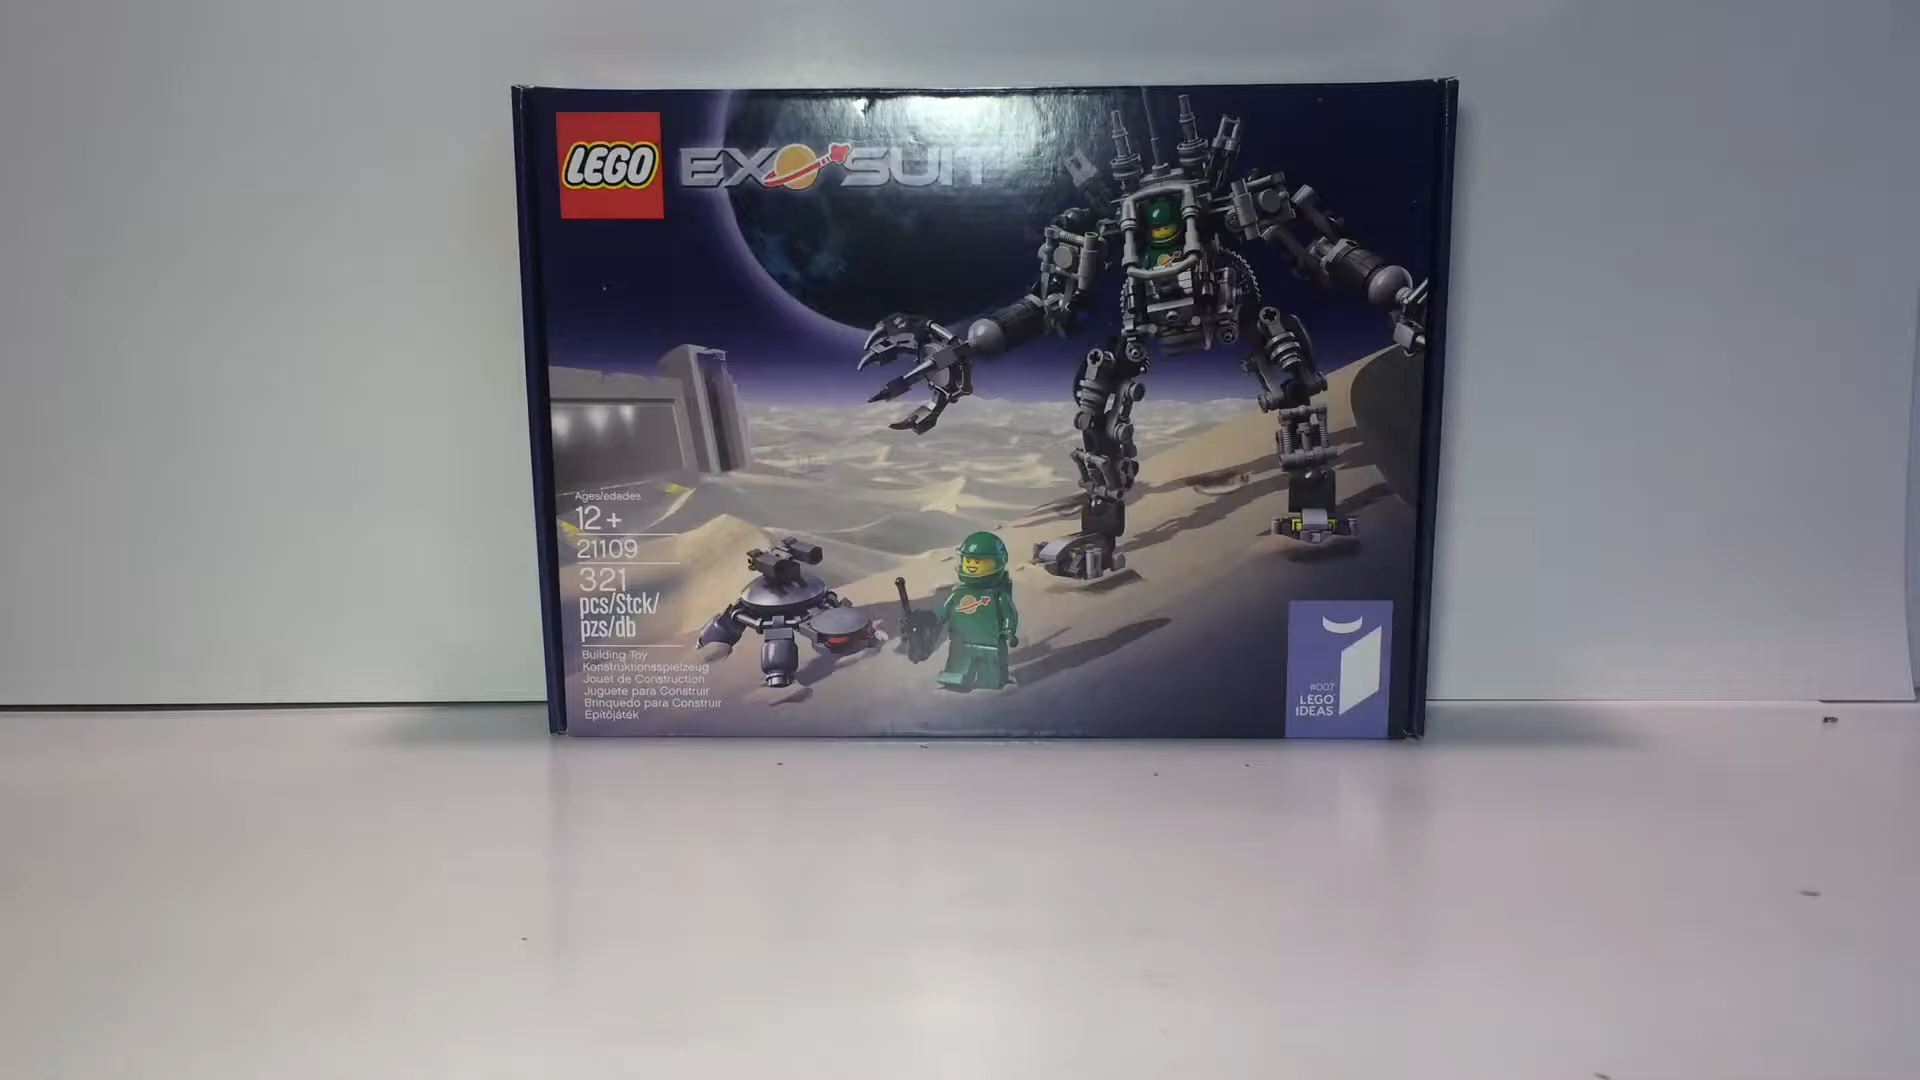 LEGO EXO SUIT
Ages/edades
12+
21109
321
pcs/Stck/
pzs/db
Building Toy
Konstruktionsspielzeug
Jouet de Construction
Juguete para Construir
Brinquedo para Construir
Építőjáték
#007
LEGO
IDEAS